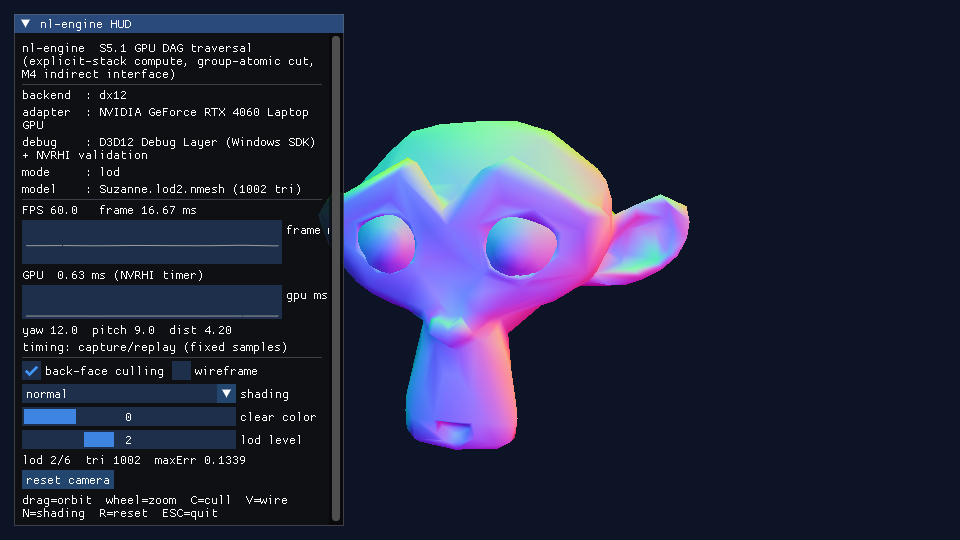 nl-engine HUD
nl-engine  S5.1 GPU DAG traversal
(explicit-stack compute, group-atomic cut,
M4 indirect interface)
backend  : dx12
adapter  : NVIDIA GeForce RTX 4060 Laptop
GPU
debug    : D3D12 Debug Layer (Windows SDK)
+ NVRHI validation
mode     : lod
model    : Suzanne.lod2.nmesh (1002 tri)
FPS 60.0   frame 16.67 ms
frame
GPU  0.63 ms (NVRHI timer)
gpu ms
yaw 12.0  pitch 9.0  dist 4.20
timing: capture/replay (fixed samples)
back-face culling  wireframe
normal  shading
0  clear color
2  lod level
lod 2/6  tri 1002  maxErr 0.1339
reset camera
drag=orbit  wheel=zoom  C=cull  V=wire
N=shading  R=reset  ESC=quit